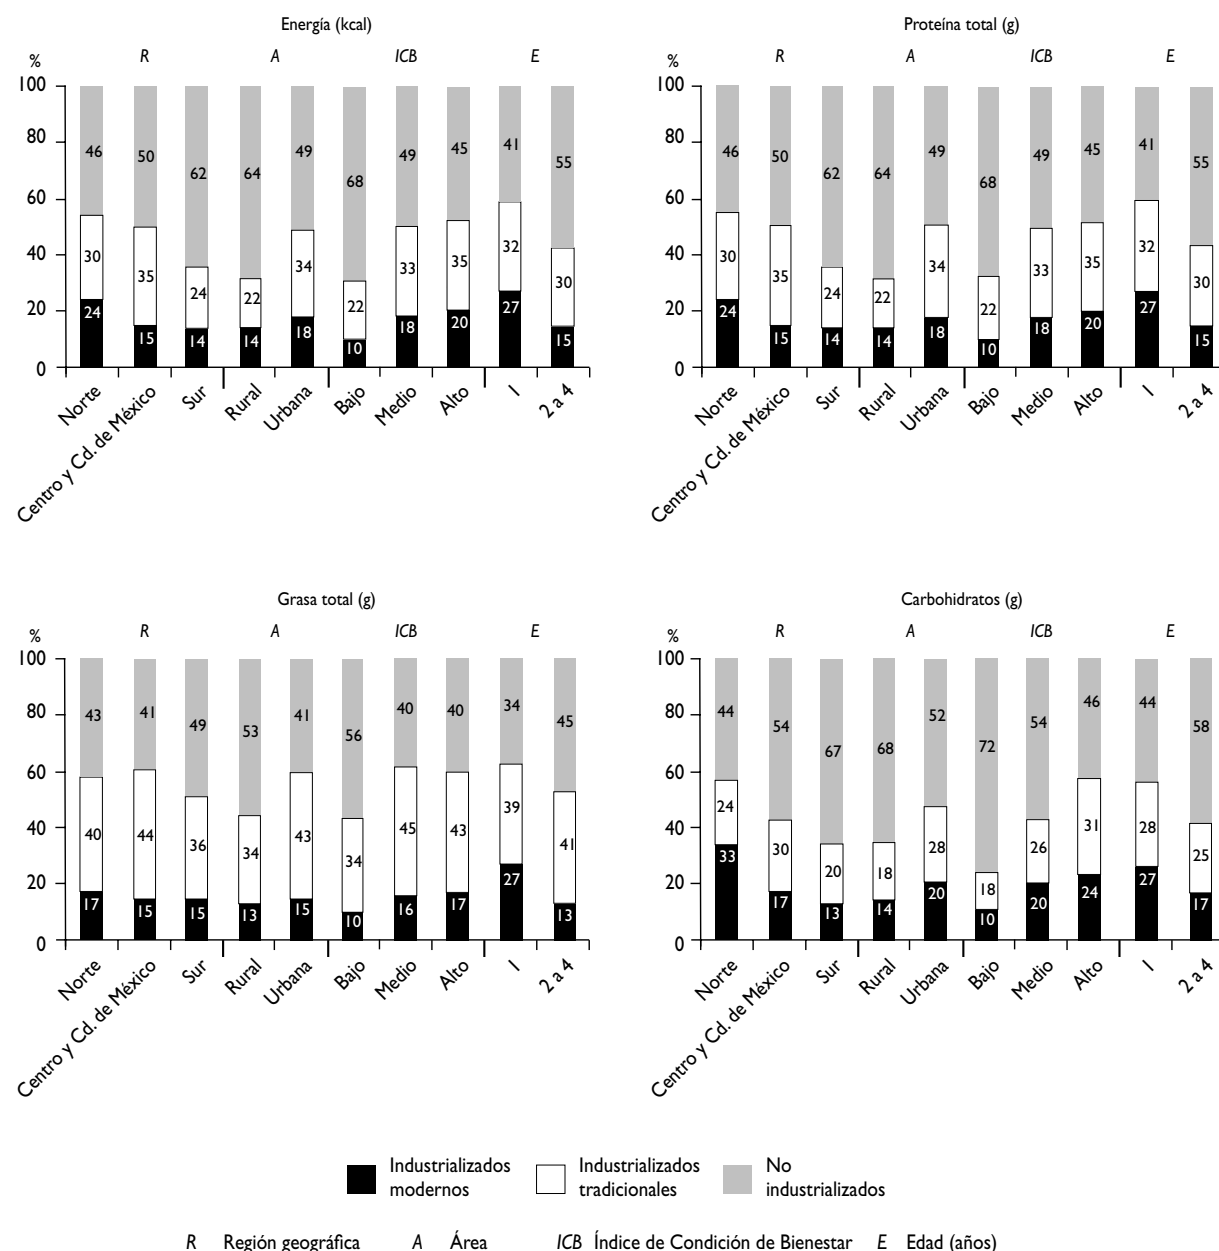 Energía (kcal)
R A ICB E
%
100
80
60
40
20
0
46 50 62 64 49 68 49 45 41 55
30 35 24 22 34 22 33 35 32 30
24 15 14 14 18 10 18 20 27 15
Norte
Centro y Cd. de México
Sur
Rural
Urbana
Bajo
Medio
Alto
1
2 a 4
Proteína total (g)
R A ICB E
%
100
80
60
40
20
0
46 50 62 64 49 68 49 45 41 55
30 35 24 22 34 22 33 35 32 30
24 15 14 14 18 10 18 20 27 15
Norte
Centro y Cd. de México
Sur
Rural
Urbana
Bajo
Medio
Alto
1
2 a 4
Grasa total (g)
R A ICB E
%
100
80
60
40
20
0
43 41 49 53 41 56 40 40 34 45
40 44 36 34 43 34 45 43 39 41
17 15 15 13 15 10 16 17 27 13
Norte
Centro y Cd. de México
Sur
Rural
Urbana
Bajo
Medio
Alto
1
2 a 4
Carbohidratos (g)
R A ICB E
%
100
80
60
40
20
0
44 54 67 68 52 72 54 46 44 58
24 30 20 18 28 18 26 31 28 25
33 17 13 14 20 10 20 24 27 17
Norte
Centro y Cd. de México
Sur
Rural
Urbana
Bajo
Medio
Alto
1
2 a 4
Industrializados
modernos
Industrializados
tradicionales
No
industrializados
R Región geográfica A Área ICB Índice de Condición de Bienestar E Edad (años)